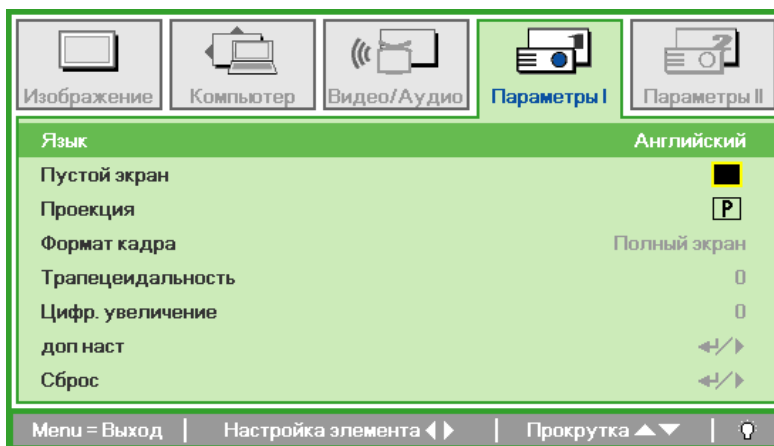 Изображение Компьютер Видео/Аудио Параметры I Параметры II
Язык Английский
Пустой экран
Проекция P
Формат кадра Полный экран
Трапецеидальность 0
Цифр. увеличение 0
доп наст
Сброс
Menu = Выход Настройка элемента Прокрутка